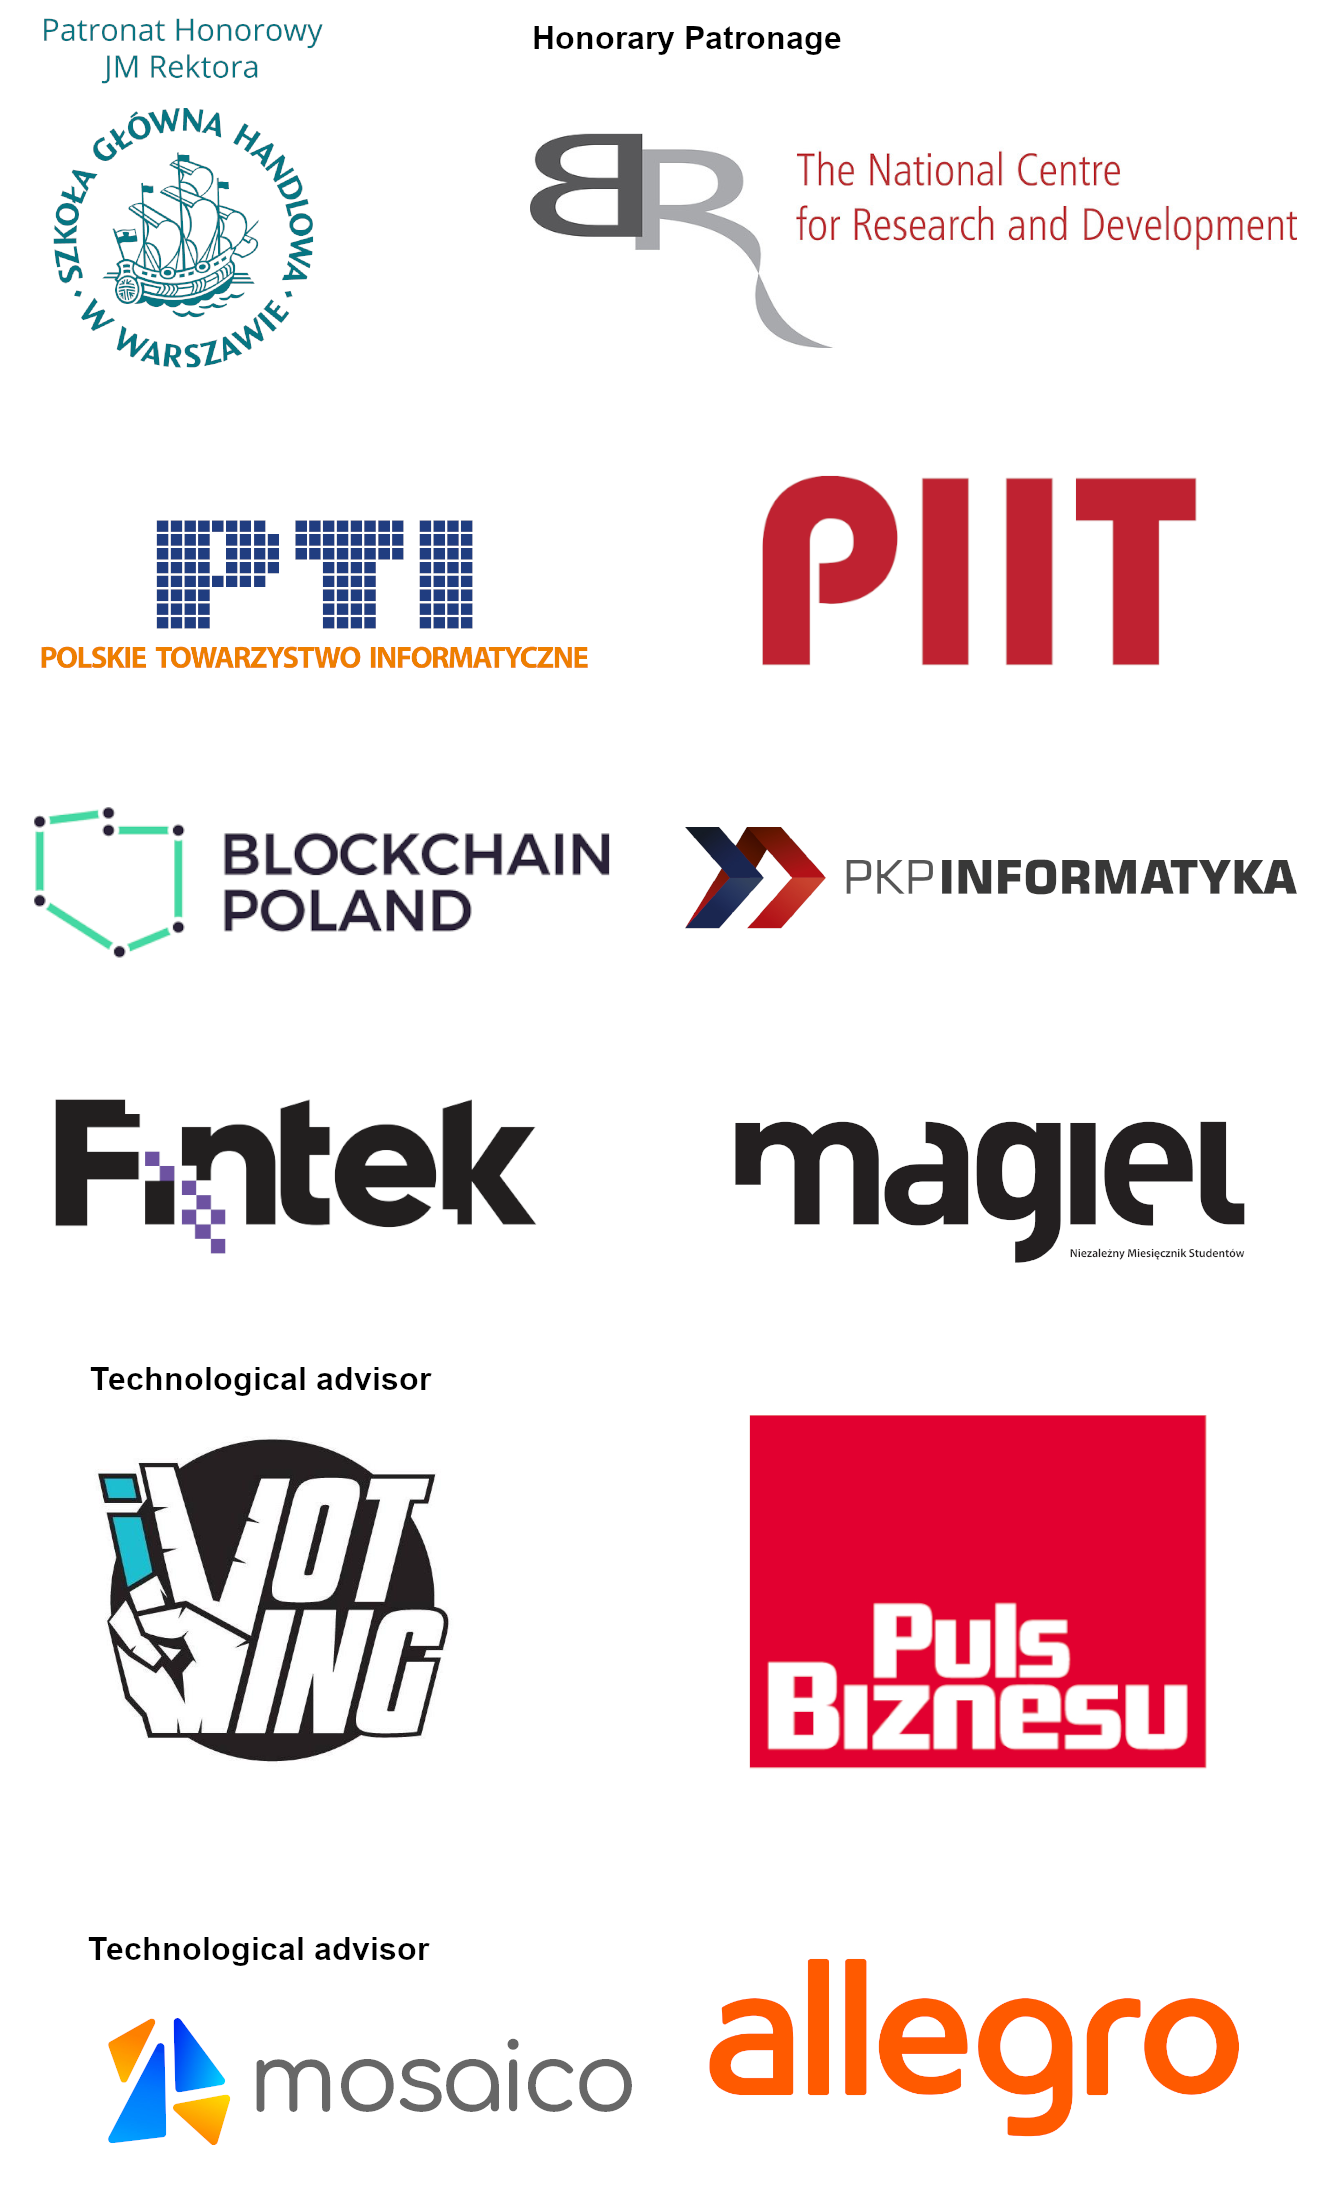 Patronat Honorowy
JM Rektora
SZKOŁA GŁÓWNA HANDLOWA
· W WARSZAWIE ·
Honorary Patronage
BR
The National Centre
for Research and Development
PTI
POLSKIE TOWARZYSTWO INFORMATYCZNE
PIIT
BLOCKCHAIN
POLAND
PKPINFORMATYKA
Fintek
magiel
Niezależny Miesięcznik Studentów
Technological advisor
iVOT
ING
Puls
Biznesu
Technological advisor
mosaico
allegro